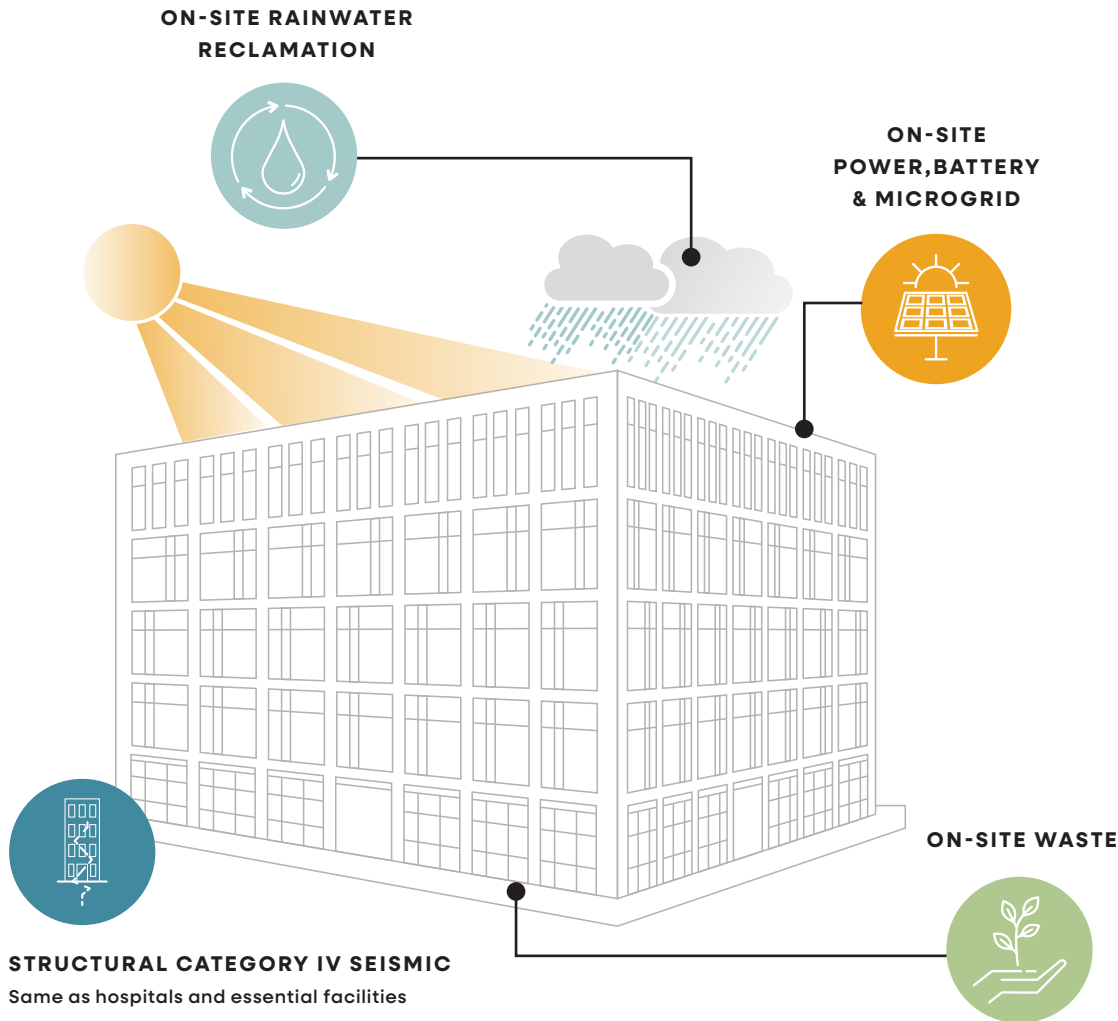 ON-SITE RAINWATER
RECLAMATION
ON-SITE
POWER,BATTERY
& MICROGRID
ON-SITE WASTE
STRUCTURAL CATEGORY IV SEISMIC
Same as hospitals and essential facilities